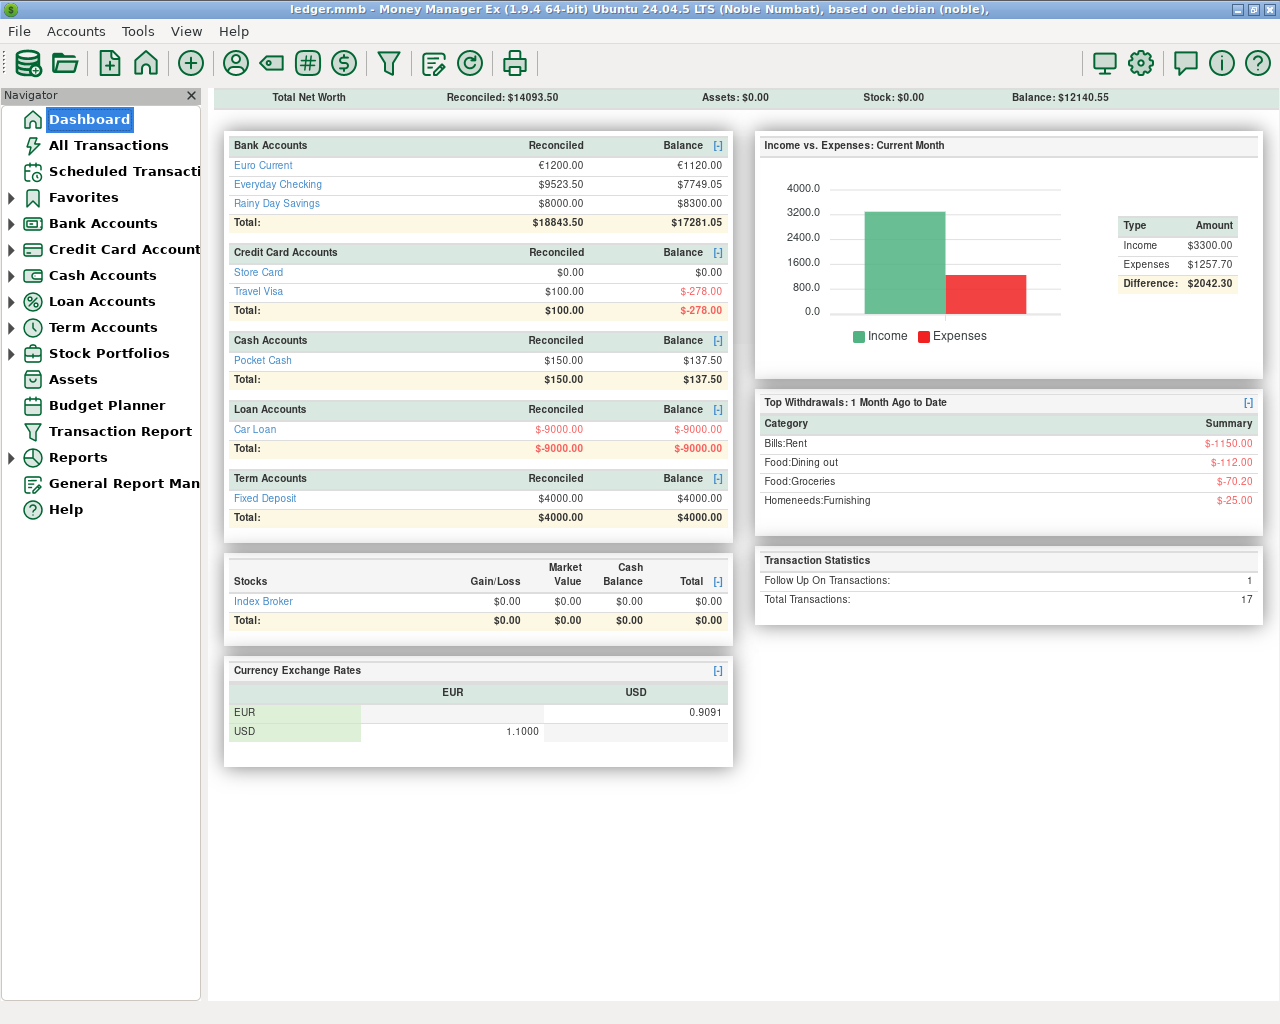 ledger.mmb - Money Manager Ex (1.9.4 64-bit) Ubuntu 24.04.5 LTS (Noble Numbat), based on debian (noble),
File Accounts Tools View Help
Navigator
Dashboard
All Transactions
Scheduled Transacti
Favorites
Bank Accounts
Credit Card Account
Cash Accounts
Loan Accounts
Term Accounts
Stock Portfolios
Assets
Budget Planner
Transaction Report
Reports
General Report Man
Help
Total Net Worth Reconciled: $14093.50 Assets: $0.00 Stock: $0.00 Balance: $12140.55
Bank Accounts Reconciled Balance [-]
Euro Current €1200.00 €1120.00
Everyday Checking $9523.50 $7749.05
Rainy Day Savings $8000.00 $8300.00
Total: $18843.50 $17281.05
Credit Card Accounts Reconciled Balance [-]
Store Card $0.00 $0.00
Travel Visa $100.00 $-278.00
Total: $100.00 $-278.00
Cash Accounts Reconciled Balance [-]
Pocket Cash $150.00 $137.50
Total: $150.00 $137.50
Loan Accounts Reconciled Balance [-]
Car Loan $-9000.00 $-9000.00
Total: $-9000.00 $-9000.00
Term Accounts Reconciled Balance [-]
Fixed Deposit $4000.00 $4000.00
Total: $4000.00 $4000.00
Stocks Gain/Loss Market Value Cash Balance Total [-]
Index Broker $0.00 $0.00 $0.00 $0.00
Total: $0.00 $0.00 $0.00 $0.00
Currency Exchange Rates [-]
EUR USD
EUR 0.9091
USD 1.1000
Income vs. Expenses: Current Month
4000.0
3200.0
2400.0
1600.0
800.0
0.0
Income Expenses
Type Amount
Income $3300.00
Expenses $1257.70
Difference: $2042.30
Top Withdrawals: 1 Month Ago to Date [-]
Category Summary
Bills:Rent $-1150.00
Food:Dining out $-112.00
Food:Groceries $-70.20
Homeneeds:Furnishing $-25.00
Transaction Statistics
Follow Up On Transactions: 1
Total Transactions: 17